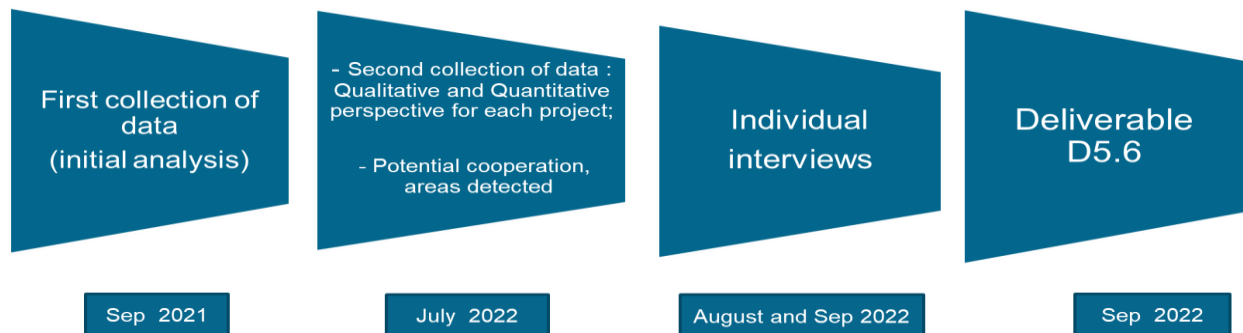 First collection of
data
(initial analysis)
- Second collection of data :
Qualitative and Quantitative
perspective for each project;
- Potential cooperation,
areas detected
Individual
interviews
Deliverable
D5.6
Sep 2021
July 2022
August and Sep 2022
Sep 2022